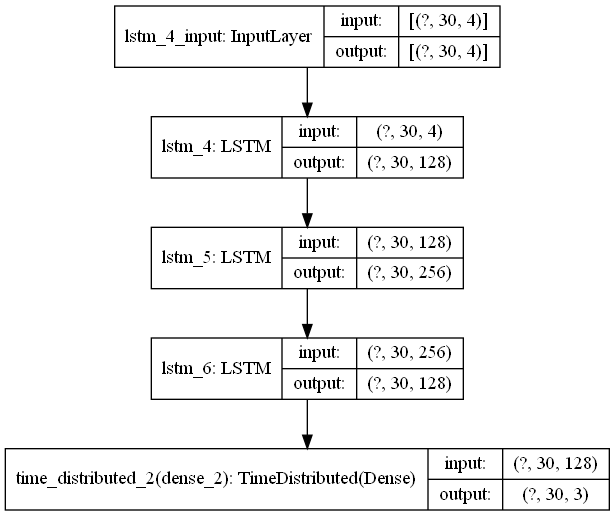 lstm_4_input: InputLayer
input: [(?, 30, 4)]
output: [(?, 30, 4)]
lstm_4: LSTM
input: (?, 30, 4)
output: (?, 30, 128)
lstm_5: LSTM
input: (?, 30, 128)
output: (?, 30, 256)
lstm_6: LSTM
input: (?, 30, 256)
output: (?, 30, 128)
time_distributed_2(dense_2): TimeDistributed(Dense)
input: (?, 30, 128)
output: (?, 30, 3)